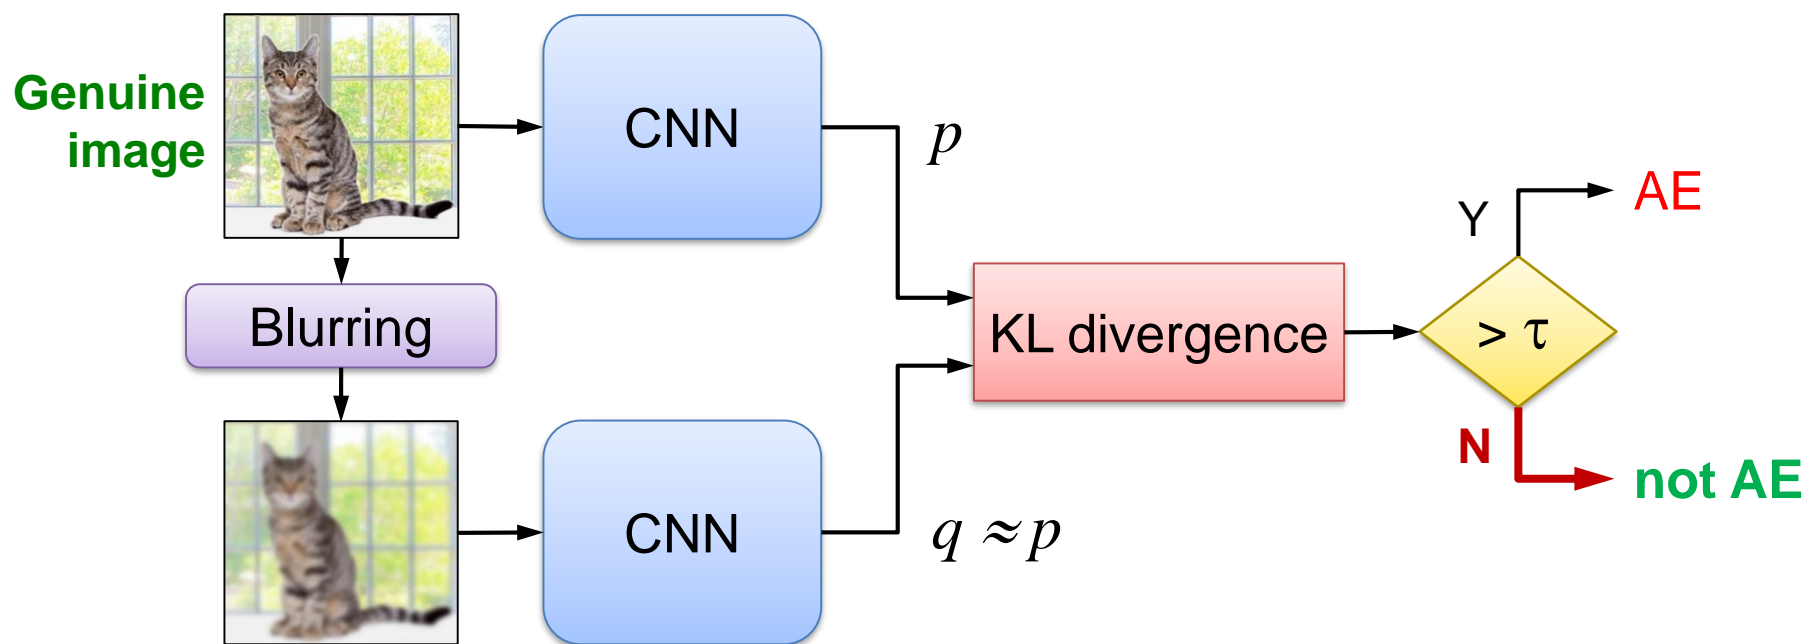 Genuine
image
CNN
p
Blurring
KL divergence
> τ
Y
AE
N
not AE
CNN
q ≈ p